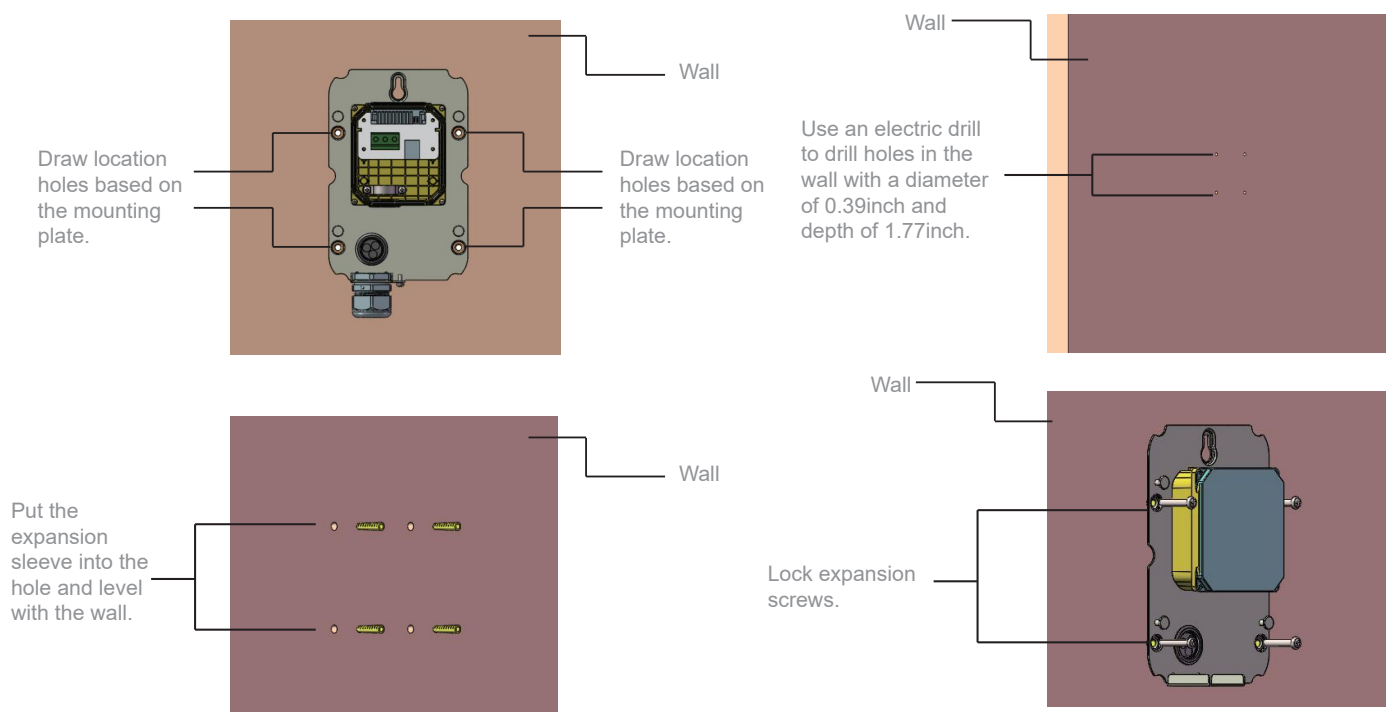 Wall
Draw location
holes based on
the mounting
plate.
Draw location
holes based on
the mounting
plate.
Wall
Use an electric drill
to drill holes in the
wall with a diameter
of 0.39inch and
depth of 1.77inch.
Wall
Put the
expansion
sleeve into the
hole and level
with the wall.
Wall
Lock expansion
screws.